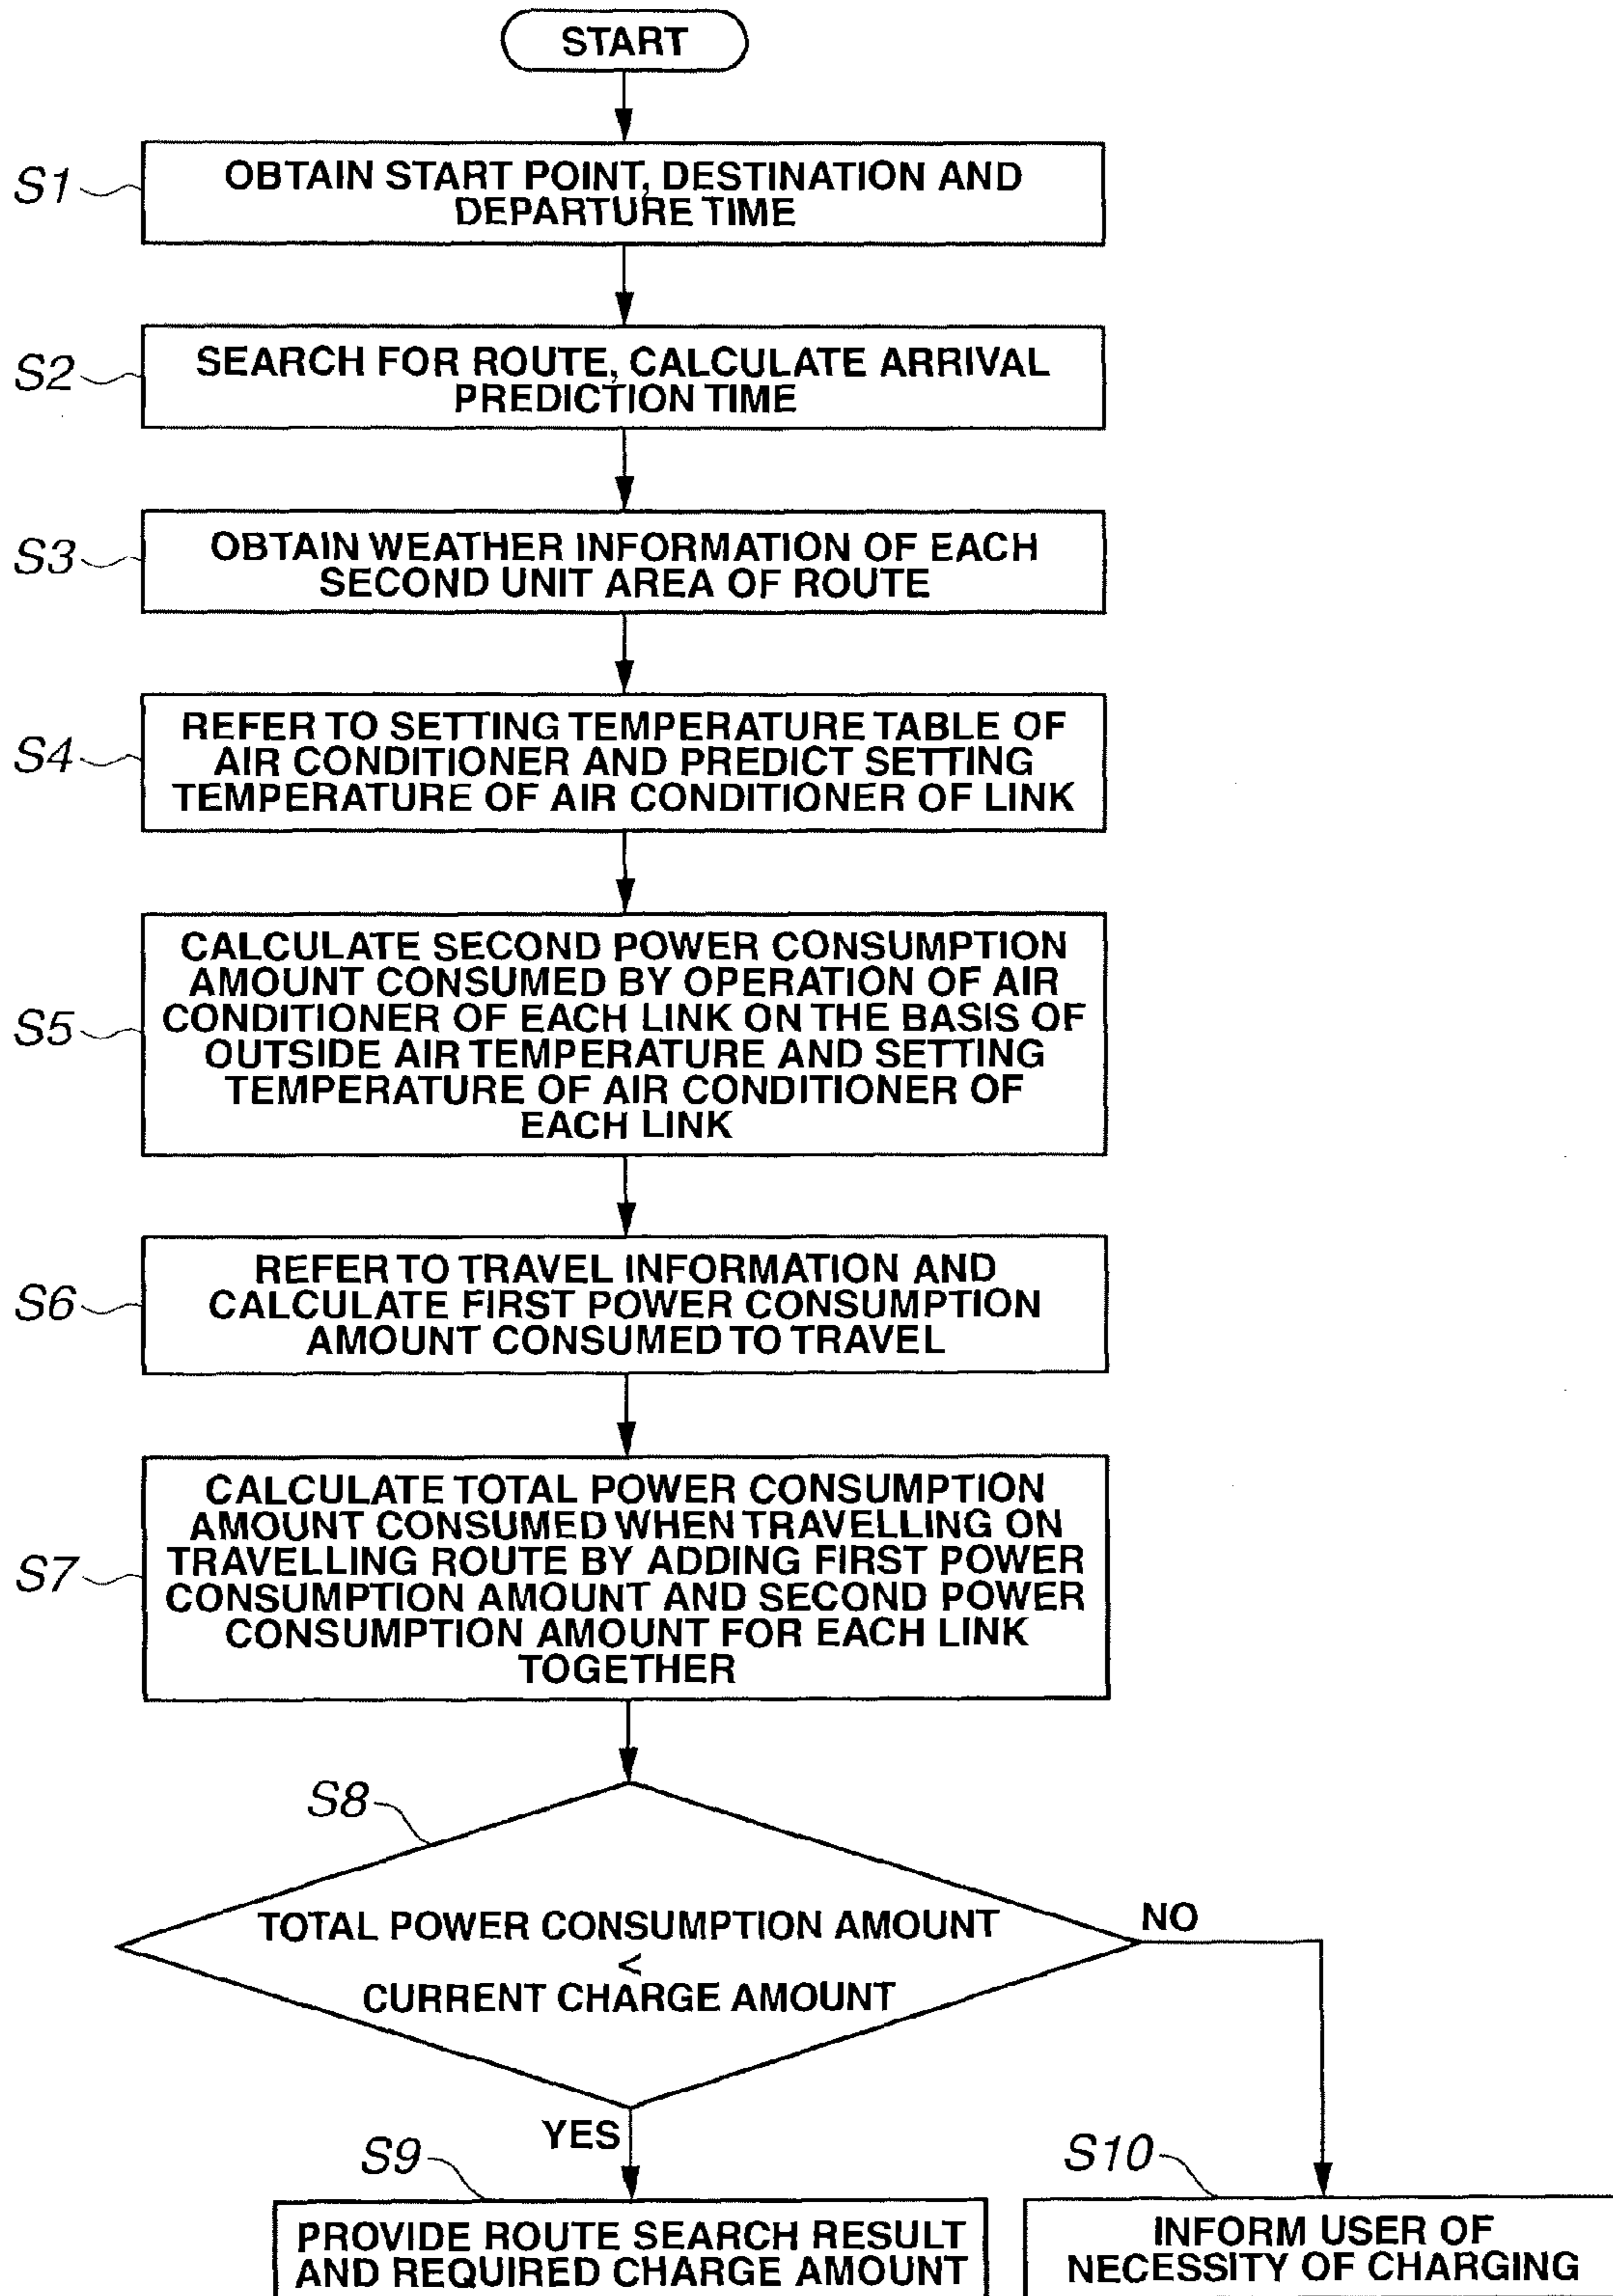 START
S1
OBTAIN START POINT, DESTINATION AND
DEPARTURE TIME
S2
SEARCH FOR ROUTE, CALCULATE ARRIVAL
PREDICTION TIME
S3
OBTAIN WEATHER INFORMATION OF EACH
SECOND UNIT AREA OF ROUTE
S4
REFER TO SETTING TEMPERATURE TABLE OF
AIR CONDITIONER AND PREDICT SETTING
TEMPERATURE OF AIR CONDITIONER OF LINK
S5
CALCULATE SECOND POWER CONSUMPTION
AMOUNT CONSUMED BY OPERATION OF AIR
CONDITIONER OF EACH LINK ON THE BASIS OF
OUTSIDE AIR TEMPERATURE AND SETTING
TEMPERATURE OF AIR CONDITIONER OF
EACH LINK
S6
REFER TO TRAVEL INFORMATION AND
CALCULATE FIRST POWER CONSUMPTION
AMOUNT CONSUMED TO TRAVEL
S7
CALCULATE TOTAL POWER CONSUMPTION
AMOUNT CONSUMED WHEN TRAVELLING ON
TRAVELLING ROUTE BY ADDING FIRST POWER
CONSUMPTION AMOUNT AND SECOND POWER
CONSUMPTION AMOUNT FOR EACH LINK
TOGETHER
S8
TOTAL POWER CONSUMPTION AMOUNT
<
CURRENT CHARGE AMOUNT
NO
YES
S9
PROVIDE ROUTE SEARCH RESULT
AND REQUIRED CHARGE AMOUNT
S10
INFORM USER OF
NECESSITY OF CHARGING